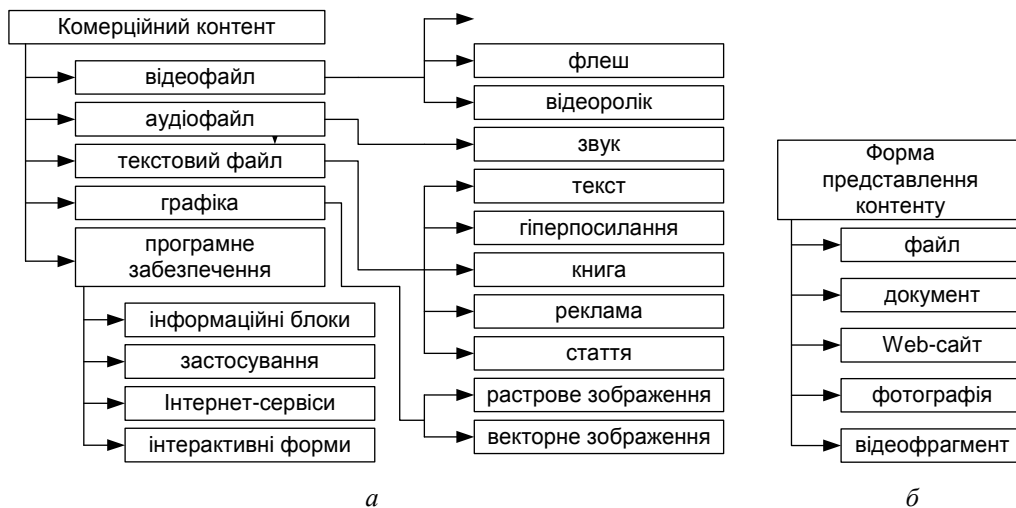 Комерційний контент
відеофайл
аудіофайл
текстовий файл
графіка
програмне
забезпечення
інформаційні блоки
застосування
Інтернет-сервіси
інтерактивні форми
флеш
відеоролік
звук
текст
гіперпосилання
книга
реклама
стаття
растрове зображення
векторне зображення
а
Форма
представлення
контенту
файл
документ
Web-сайт
фотографія
відеофрагмент
б